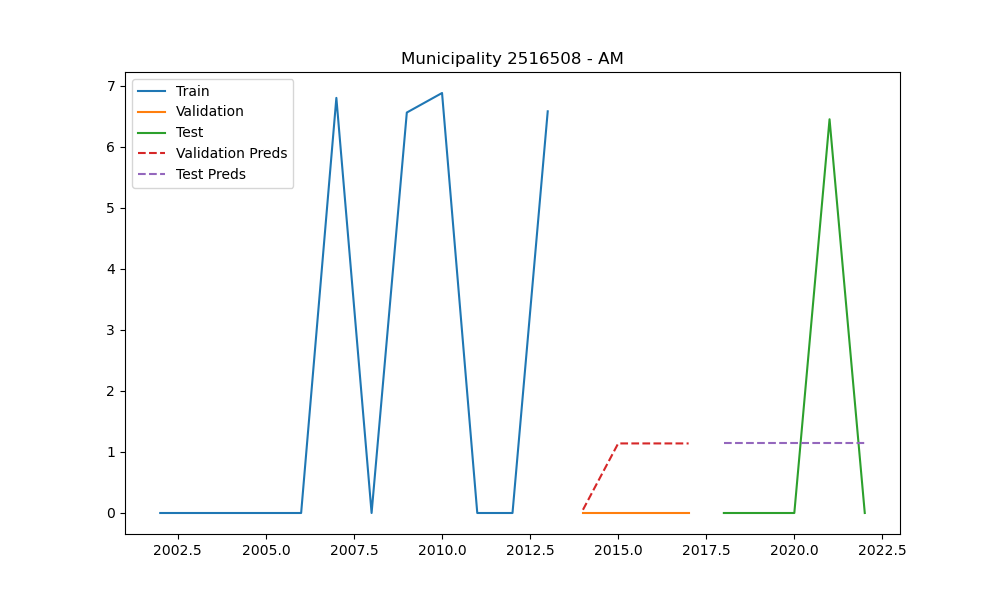 Municipality 2516508 - AM
7
6
5
4
3
2
1
0
Train
Validation
Test
Validation Preds
Test Preds
2002.5 2005.0 2007.5 2010.0 2012.5 2015.0 2017.5 2020.0 2022.5